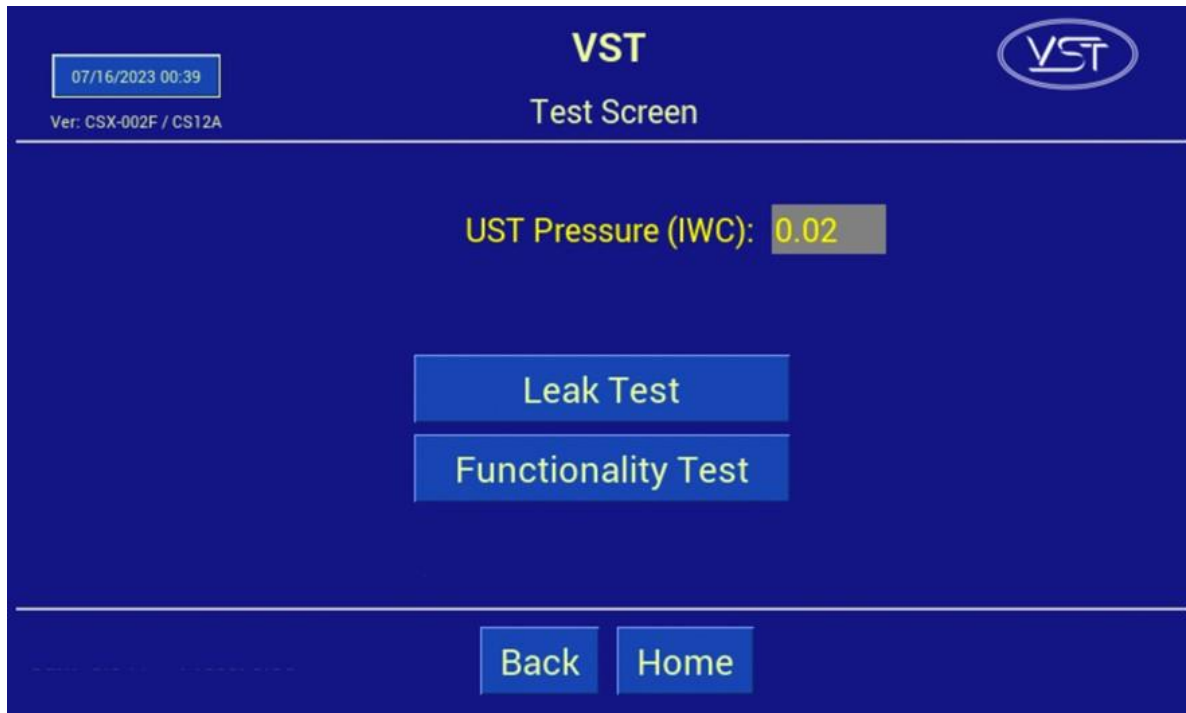 07/16/2023 00:39
Ver: CSX-002F / CS12A
VST
Test Screen
VST
UST Pressure (IWC): 0.02
Leak Test
Functionality Test
Back Home